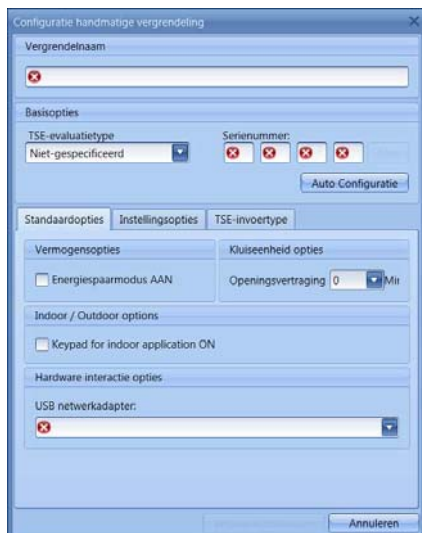 Configuratie handmatige vergrendeling
Vergrendelnaam
Basisopties
TSE-evaluatietype
Serienummer:
Niet-gespecificeerd
Auto Configuratie
Standaardopties
Instellingsopties
TSE-invoertype
Vermogensopties
Kluiseenheid opties
Energiespaarmodus AAN
Openingsvertraging 0 Min
Indoor / Outdoor options
Keypad for indoor application ON
Hardware interactie opties
USB netwerkadapter:
Annuleren